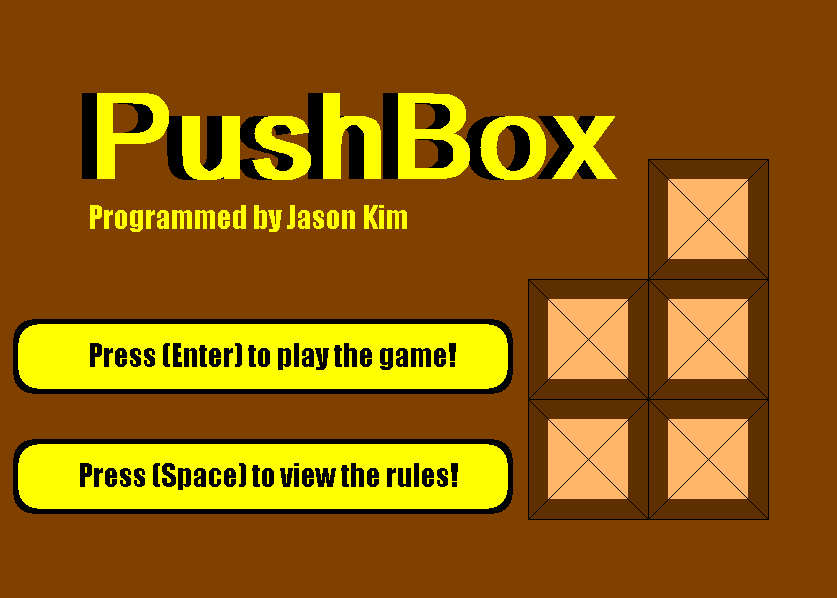 PushBox
Programmed by Jason Kim
Press (Enter) to play the game!
Press (Space) to view the rules!